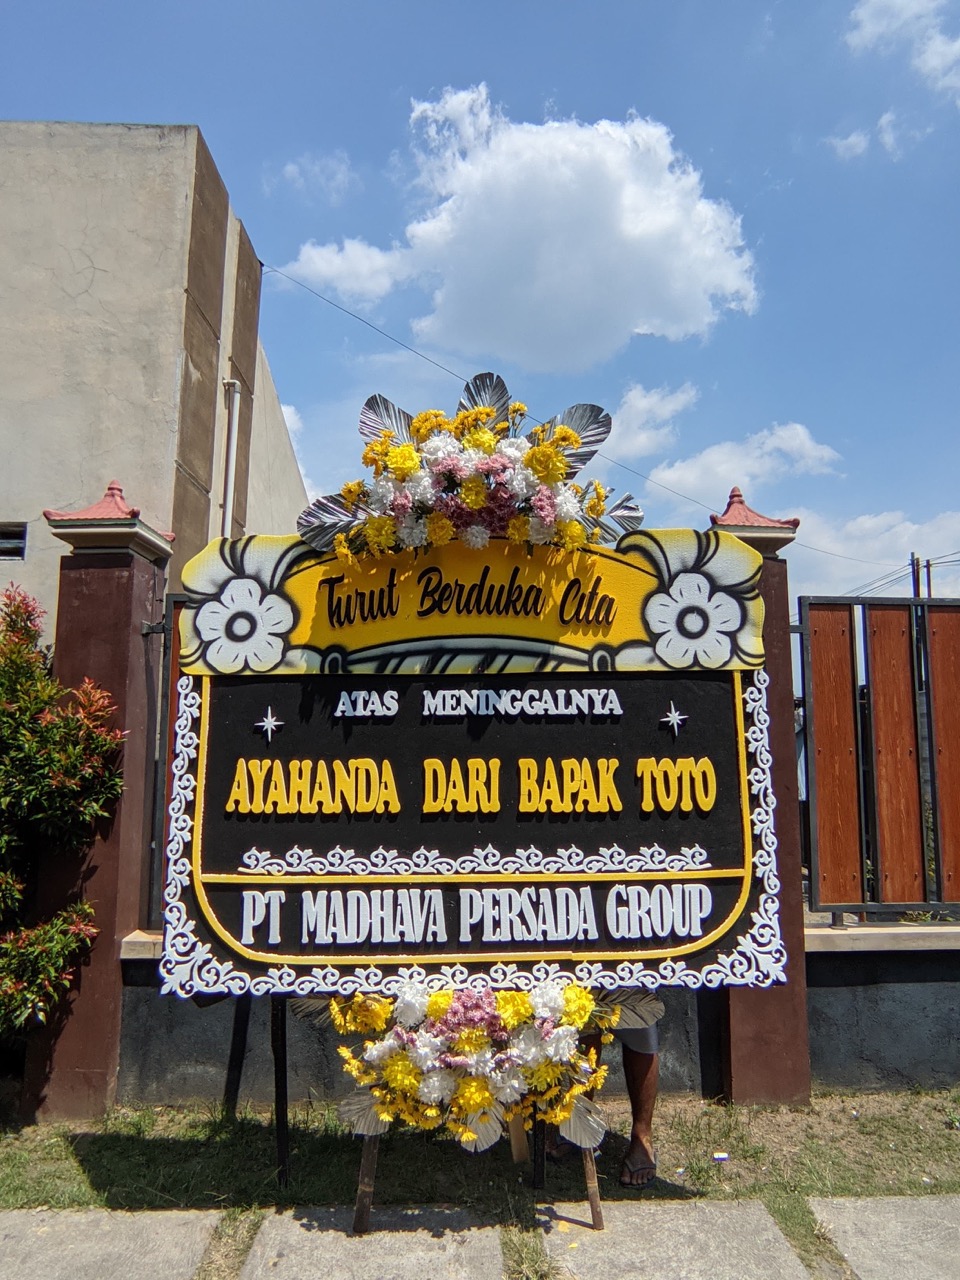 Turut Berduka Cita
ATAS MENINGGALNYA
AYAHANDA DARI BAPAK TOTO
PT MADHAVA PERSADA GROUP